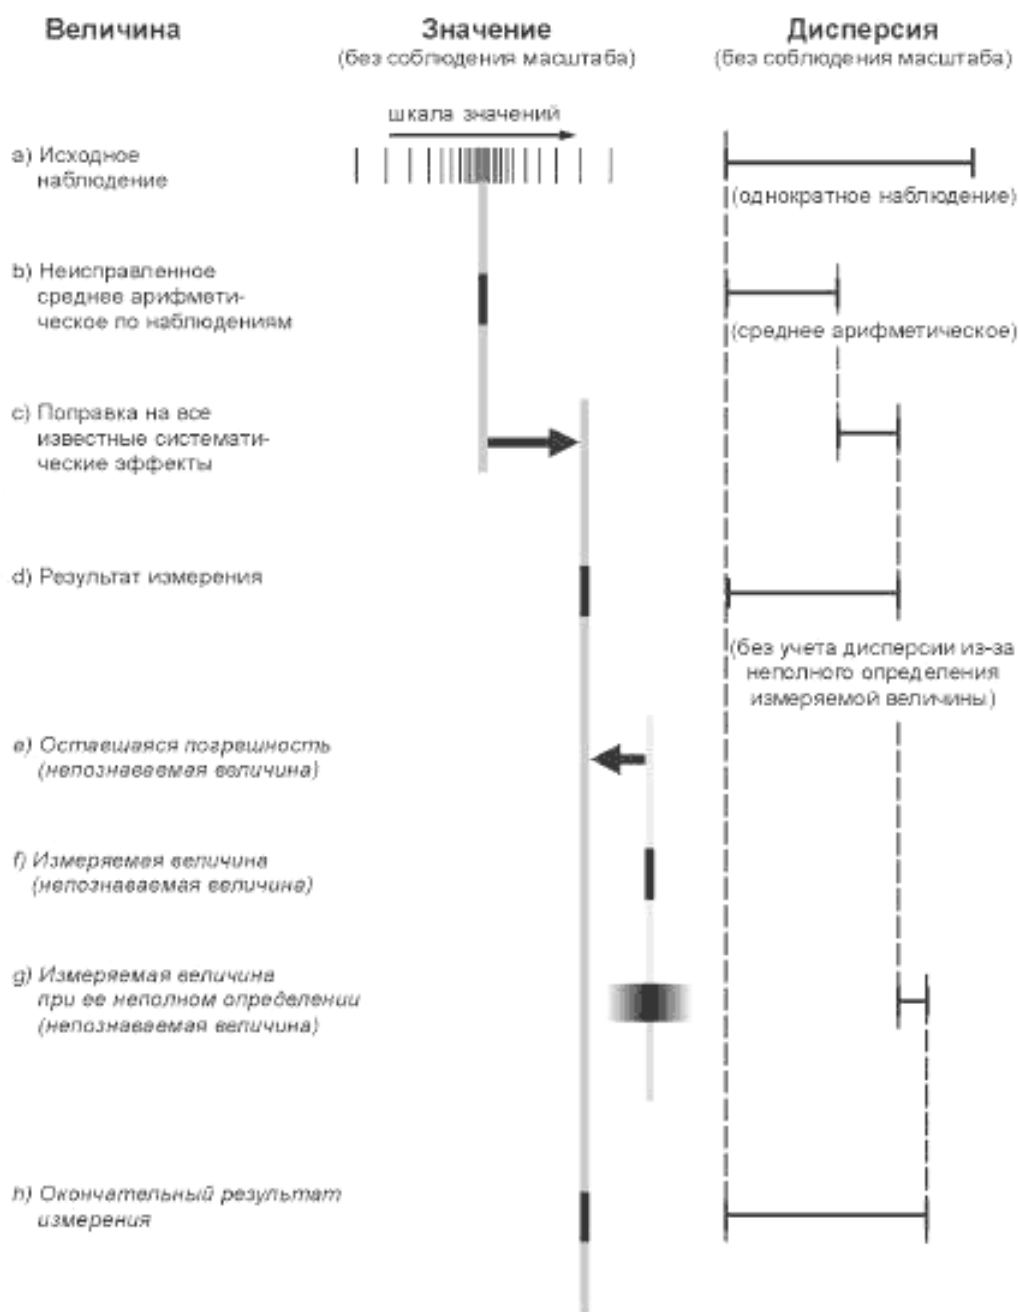 Величина
Значение
(без соблюдения масштаба)
Дисперсия
(без соблюдения масштаба)
шкала значений
a) Исходное
наблюдение
(однократное наблюдение)
b) Неисправленное
среднее арифмети-
ческое по наблюдениям
(среднее арифметическое)
c) Поправка на все
известные системати-
ческие эффекты
d) Результат измерения
(без учета дисперсии из-за
неполного определения
измеряемой величины)
e) Оставшаяся погрешность
(непознаваемая величина)
f) Измеряемая величина
(непознаваемая величина)
g) Измеряемая величина
при ее неполном определении
(непознаваемая величина)
h) Окончательный результат
измерения